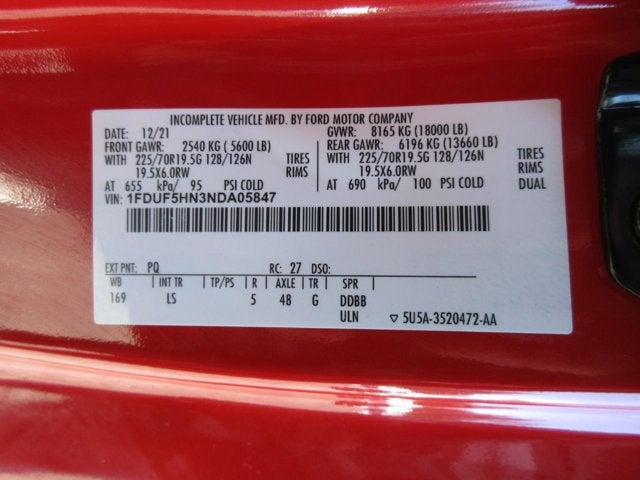 INCOMPLETE VEHICLE MFD. BY FORD MOTOR COMPANY
DATE: 12/21 GVWR: 8165 KG (18000 LB)
FRONT GAWR: 2540 KG ( 5600 LB) REAR GAWR: 6196 KG (13660 LB)
WITH 225/70R19.5G 128/126N TIRES WITH 225/70R19.5G 128/126N TIRES
19.5X6.0RW RIMS 19.5X6.0RW RIMS
AT 655 kPa/ 95 PSI COLD AT 690 kPa/ 100 PSI COLD DUAL
VIN: 1FDUF5HN3NDA05847
EXT PNT: PQ RC: 27 DSO:
WB INT TR TP/PS R AXLE TR SPR
169 LS 5 48 G DDBB
ULN ▽ 5U5A-3520472-AA